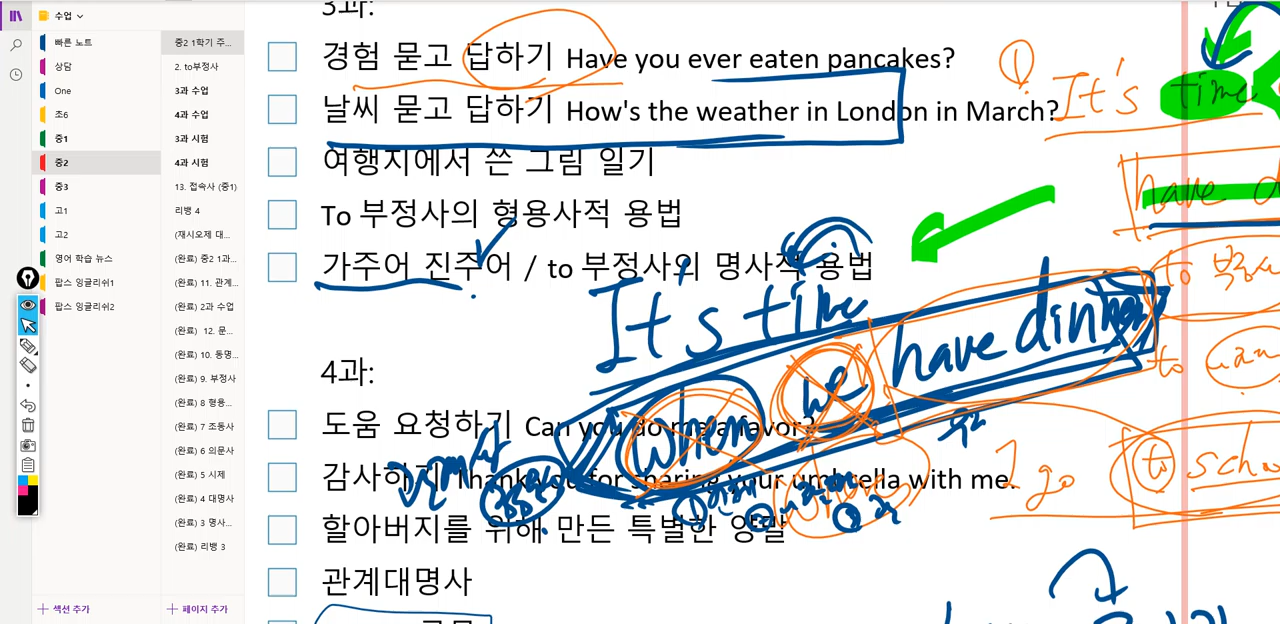 수업
빠른 노트
상담
One
초6
중1
중2
중3
고1
고2
영어 학습 뉴스
팝스 잉글리쉬1
팝스 잉글리쉬2
+ 섹션 추가
중2 1학기 주...
2. to부정사
3과 수업
4과 수업
3과 시험
4과 시험
13. 접속사 (중1)
리뱅 4
(재시오제 대...
(완료) 중2 1과...
(완료) 11. 관계...
(완료) 2과 수업
(완료) 12. 문...
(완료) 10. 동명...
(완료) 9. 부정사
(완료) 8 형용...
(완료) 7 조동사
(완료) 6 의문사
(완료) 5 시제
(완료) 4 대명사
(완료) 3 명사...
(완료) 리뱅 3
+ 페이지 추가
3과:
경험 묻고 답하기 Have you ever eaten pancakes?
날씨 묻고 답하기 How's the weather in London in March?
여행지에서 쓴 그림 일기
To 부정사의 형용사적 용법
가주어 진주어 / to 부정사의 명사적 용법
4과:
도움 요청하기 Can you do me a favor?
감사하기 Thank you for sharing your umbrella with me.
할아버지를 위해 만든 특별한 양말
관계대명사
It's time
when we have dinner
① It's time
have
to
to can
I go to